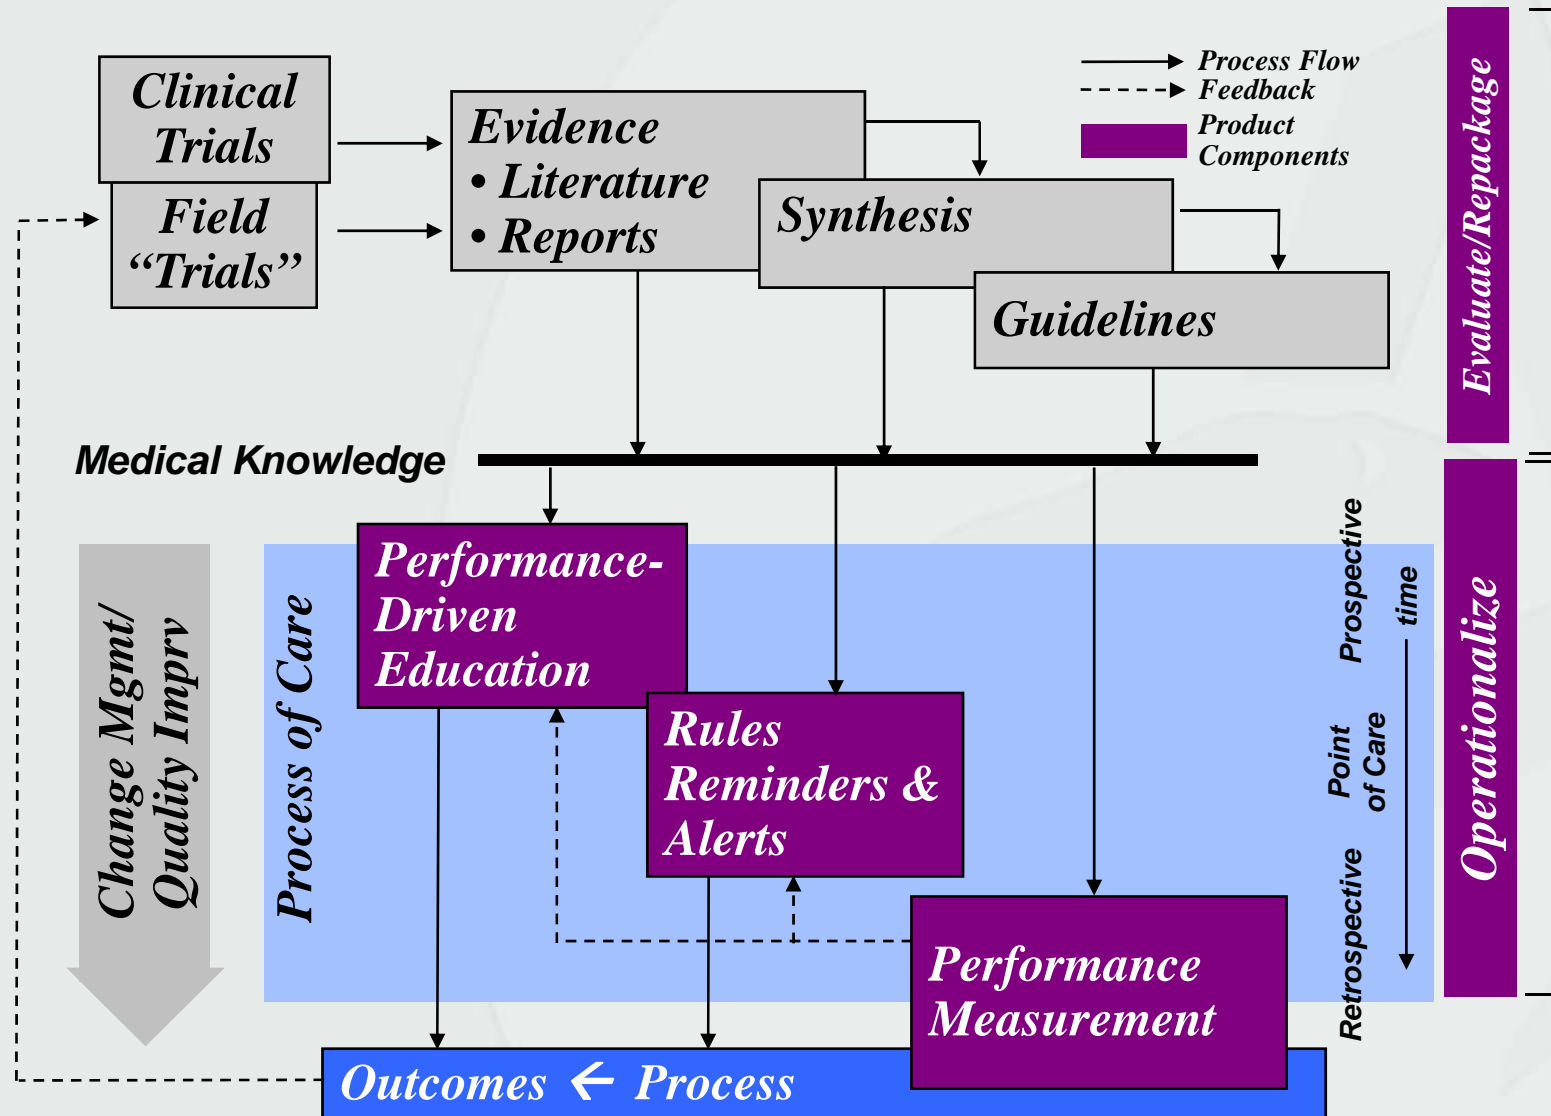 Clinical
Trials
Field
“Trials”
Evidence
• Literature
• Reports
Synthesis
Guidelines
Process Flow
Feedback
Product
Components
Evaluate/Repackage
Medical Knowledge
Change Mgmt/
Quality Imprv
Process of Care
Performance-
Driven
Education
Rules
Reminders &
Alerts
Performance
Measurement
Prospective
time
Point
of Care
Retrospective
Operationalize
Outcomes ← Process